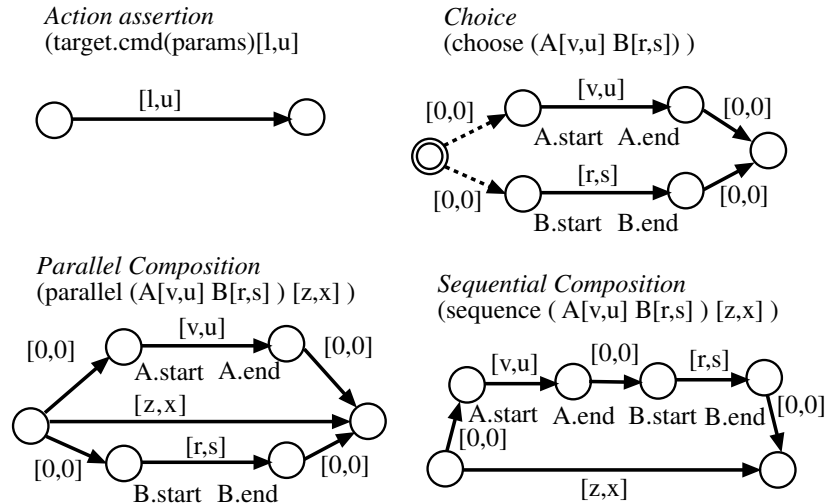 Action assertion
(target.cmd(params)[l,u]
[l,u]
Choice
(choose (A[v,u] B[r,s]) )
[v,u]
[0,0]
[0,0]
A.start A.end
[r,s]
[0,0]
[0,0]
B.start B.end
Parallel Composition
(parallel (A[v,u] B[r,s] ) [z,x] )
[v,u]
[0,0]
[0,0]
A.start A.end
[z,x]
[r,s]
[0,0]
[0,0]
B.start B.end
Sequential Composition
(sequence ( A[v,u] B[r,s] ) [z,x] )
[v,u]
[0,0]
[r,s]
A.start A.end B.start B.end
[0,0]
[0,0]
[z,x]